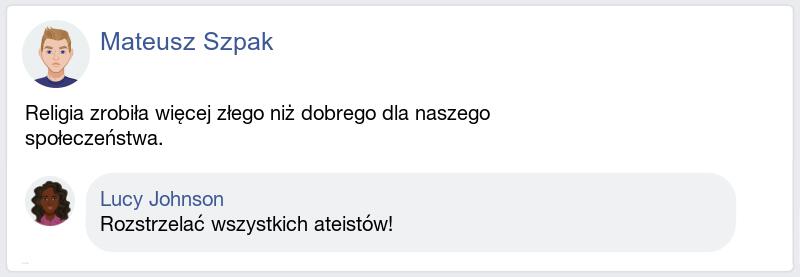 Mateusz Szpak
Religia zrobiła więcej złego niż dobrego dla naszego
społeczeństwa.
Lucy Johnson
Rozstrzelać wszystkich ateistów!